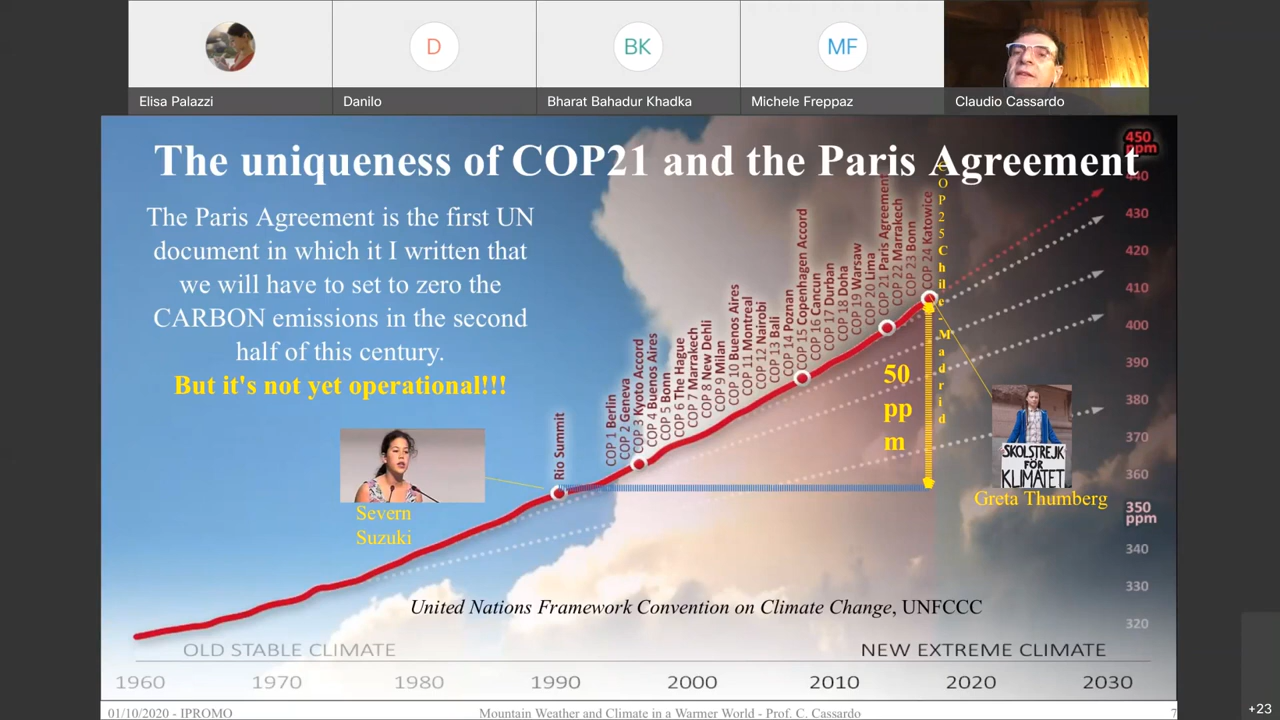 D
BK
MF
Elisa Palazzi
Danilo
Bharat Bahadur Khadka
Michele Freppaz
Claudio Cassardo
The uniqueness of COP21 and the Paris Agreement
The Paris Agreement is the first UN
document in which it I written that
we will have to set to zero the
CARBON emissions in the second
half of this century.
But it's not yet operational!!!
Severn
Suzuki
Rio Summit
COP 1 Berlin
COP 2 Geneva
COP 3 Kyoto Accord
COP 4 Buenos Aires
COP 5 Bonn
COP 6 The Hague
COP 7 Marrakech
COP 8 New Dehli
COP 9 Milan
COP 10 Buenos Aires
COP 11 Montreal
COP 12 Nairobi
COP 13 Bali
COP 14 Poznan
COP 15 Copenhagen Accord
COP 16 Cancun
COP 17 Durban
COP 18 Doha
COP 19 Warsaw
COP 20 Lima
COP 21 Paris Agreement
COP 22 Marrakech
COP 23 Bonn
COP 24 Katowice
COP25Chile-Madrid
50
pp
m
SKOLSTREJK
FÖR
KLIMATET
Greta Thumberg
450
ppm
440
430
420
410
400
390
380
370
360
350
ppm
340
330
320
United Nations Framework Convention on Climate Change, UNFCCC
OLD STABLE CLIMATE
NEW EXTREME CLIMATE
1960 1970 1980 1990 2000 2010 2020 2030
01/10/2020 - IPROMO
Mountain Weather and Climate in a Warmer World - Prof. C. Cassardo
7
+23